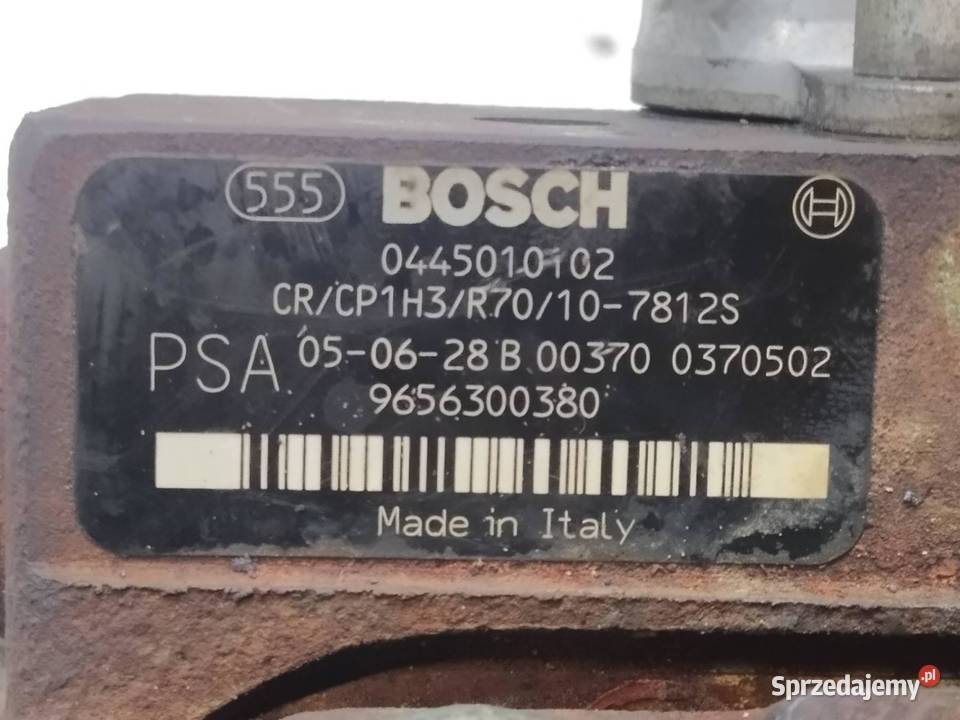 555 BOSCH
0445010102
CR/CP1H3/R70/10-7812S
PSA 05-06-28 B 00370 0370502
9656300380
Made in Italy
Sprzedajemy.pl